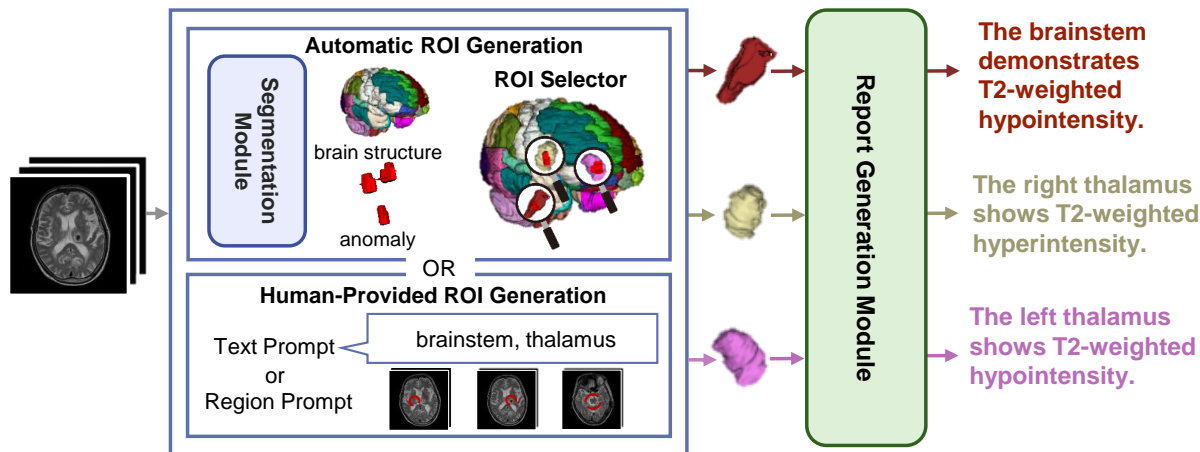 Automatic ROI Generation
Segmentation
Module
brain structure
anomaly
ROI Selector
OR
Human-Provided ROI Generation
Text Prompt
or
Region Prompt
brainstem, thalamus
Report Generation Module
The brainstem
demonstrates
T2-weighted
hypointensity.
The right thalamus
shows T2-weighted
hyperintensity.
The left thalamus
shows T2-weighted
hypointensity.